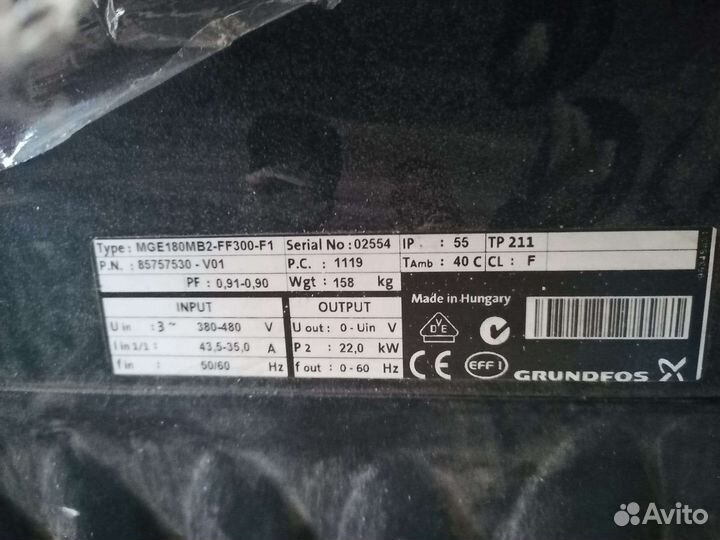 Type : MGE180MB2-FF300-F1 Serial No : 02554 IP : 55 TP 211
P.N. : 85757530 - V01 P.C. : 1119 TAmb : 40 C CL : F
PF : 0,91-0,90 Wgt : 158 kg
Made in Hungary
INPUT OUTPUT
U in : 3 ~ 380-480 V U out : 0 - Uin V
I in 1/1 : 43,5-35,0 A P 2 : 22,0 kW
f in : 50/60 Hz f out : 0 - 60 Hz
VDE
CE EFF 1 GRUNDFOS X
Avito